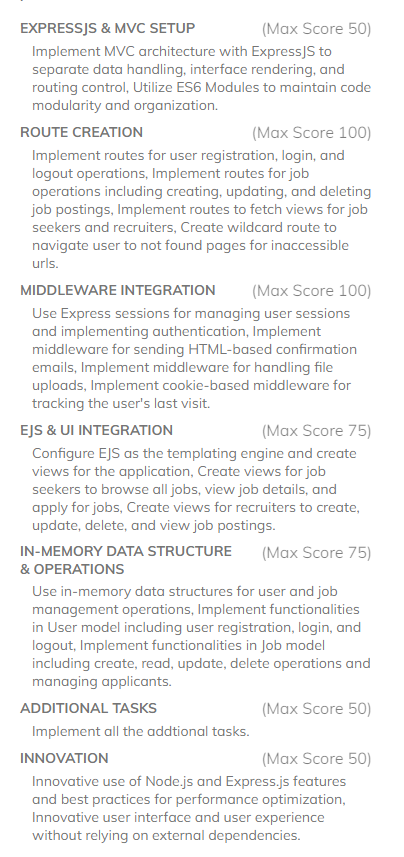 EXPRESSJS & MVC SETUP (Max Score 50)
Implement MVC architecture with ExpressJS to
separate data handling, interface rendering, and
routing control, Utilize ES6 Modules to maintain code
modularity and organization.
ROUTE CREATION (Max Score 100)
Implement routes for user registration, login, and
logout operations, Implement routes for job
operations including creating, updating, and deleting
job postings, Implement routes to fetch views for job
seekers and recruiters, Create wildcard route to
navigate user to not found pages for inaccessible
urls.
MIDDLEWARE INTEGRATION (Max Score 100)
Use Express sessions for managing user sessions
and implementing authentication, Implement
middleware for sending HTML-based confirmation
emails, Implement middleware for handling file
uploads, Implement cookie-based middleware for
tracking the user's last visit.
EJS & UI INTEGRATION (Max Score 75)
Configure EJS as the templating engine and create
views for the application, Create views for job
seekers to browse all jobs, view job details, and
apply for jobs, Create views for recruiters to create,
update, delete, and view job postings.
IN-MEMORY DATA STRUCTURE (Max Score 75)
& OPERATIONS
Use in-memory data structures for user and job
management operations, Implement functionalities
in User model including user registration, login, and
logout, Implement functionalities in Job model
including create, read, update, delete operations and
managing applicants.
ADDITIONAL TASKS (Max Score 50)
Implement all the addtional tasks.
INNOVATION (Max Score 50)
Innovative use of Node.js and Express.js features
and best practices for performance optimization,
Innovative user interface and user experience
without relying on external dependencies.